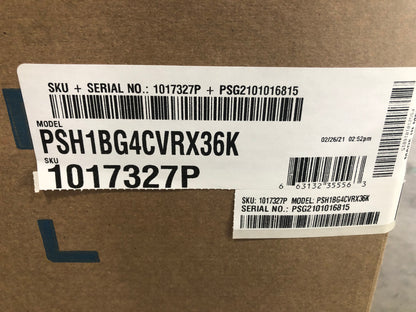 SKU + SERIAL NO.: 1017327P + PSG2101016815
MODEL
02/26/21 02:52pm
PSH1BG4CVRX36K
SKU
1017327P
6 63132 35556 3
SKU: 1017327P MODEL: PSH1BG4CVRX36K
SERIAL NO.: PSG2101016815